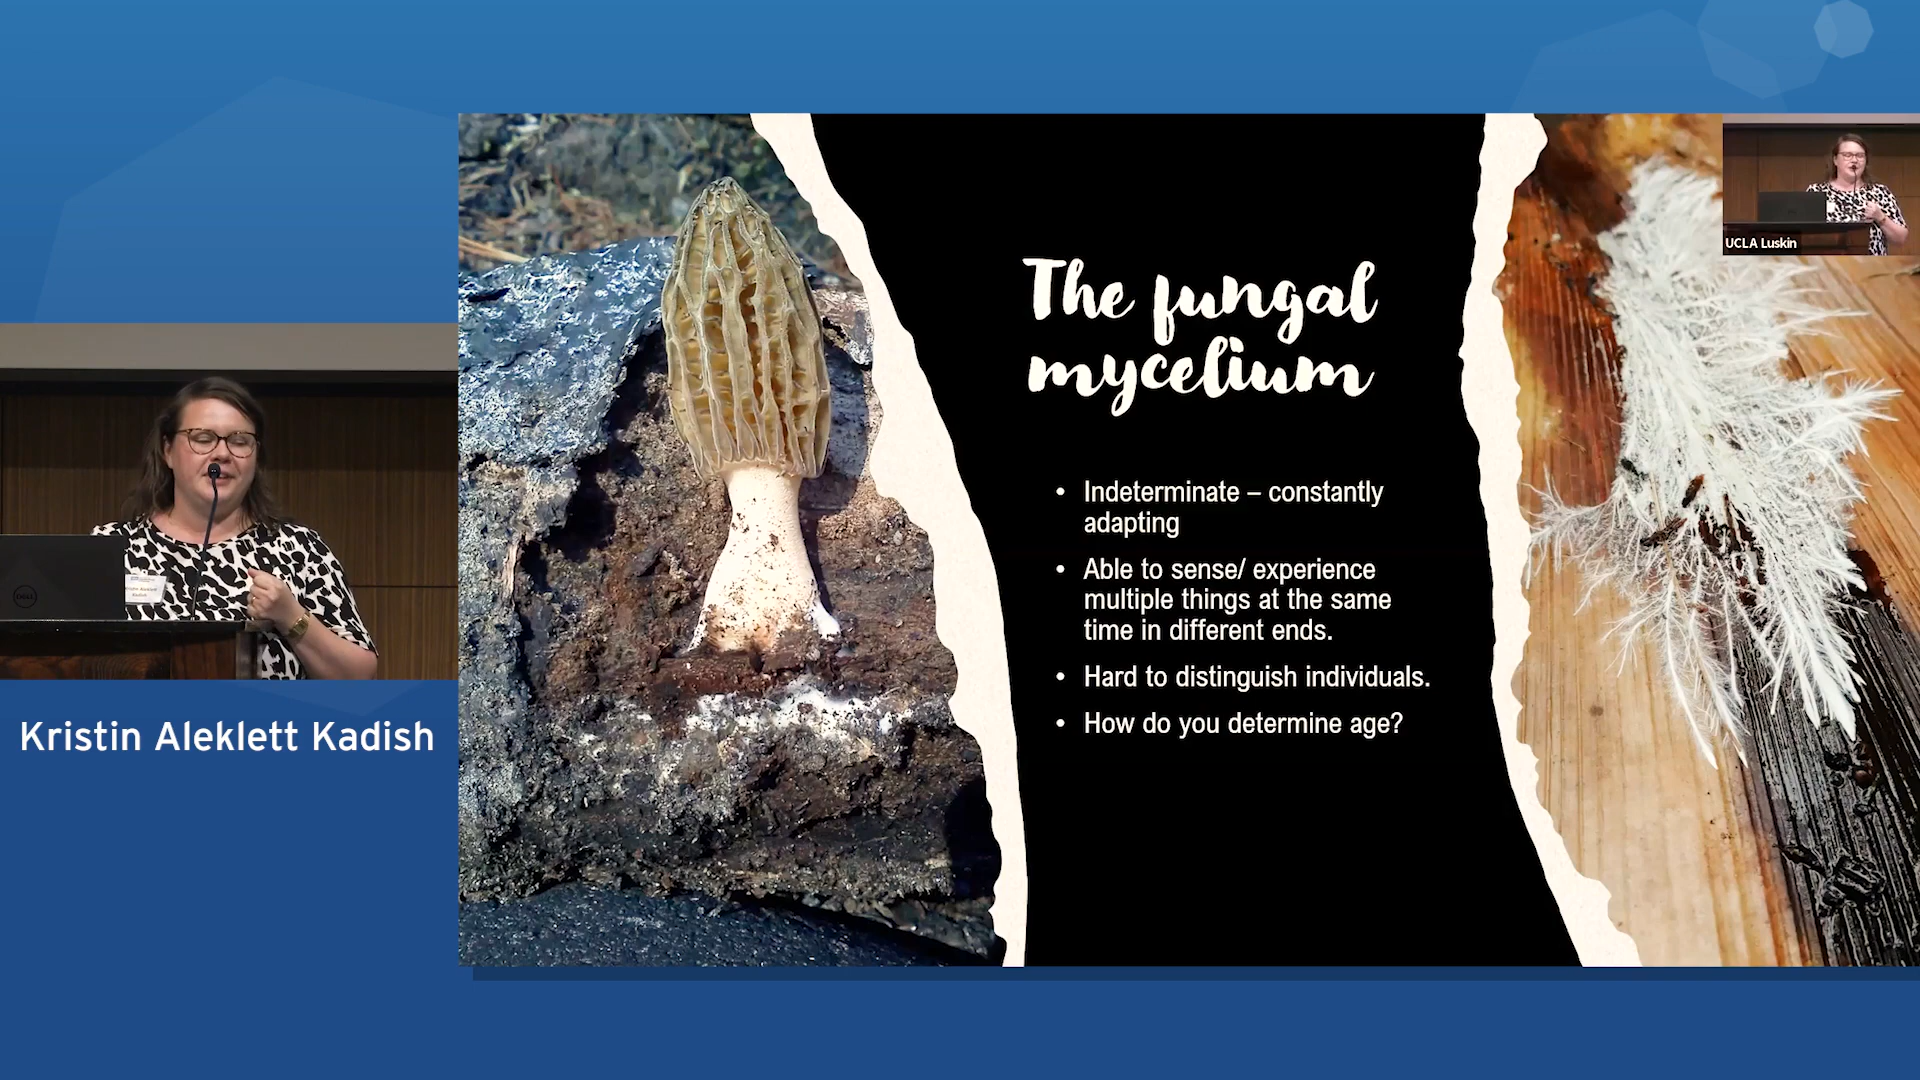 The fungal
mycelium
• Indeterminate – constantly
adapting
• Able to sense/ experience
multiple things at the same
time in different ends.
• Hard to distinguish individuals.
• How do you determine age?
UCLA Luskin
DELL
Kristin Aleklett Kadish